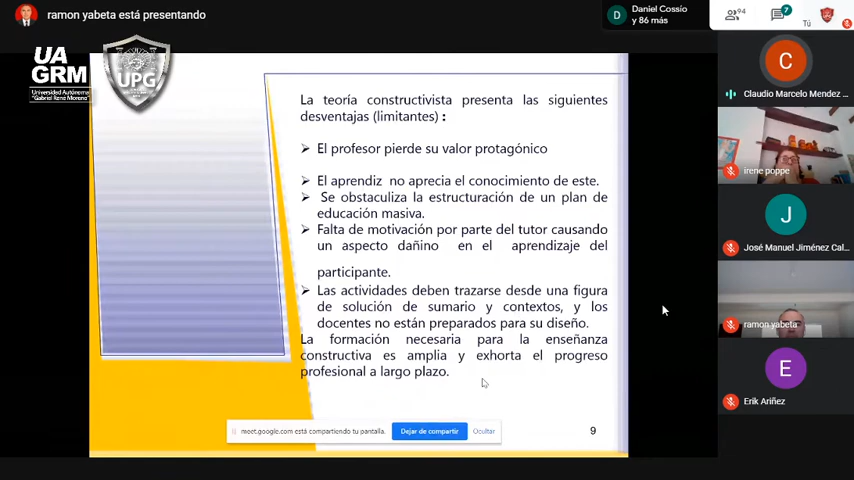 ramon yabeta está presentando
Daniel Cossío
y 86 más
D
94
7
Tú
UA
GRM
Universidad Autónoma
"Gabriel René Moreno"
UPG
La teoría constructivista presenta las siguientes
desventajas (limitantes) :
El profesor pierde su valor protagónico
El aprendiz no aprecia el conocimiento de este.
Se obstaculiza la estructuración de un plan de
educación masiva.
Falta de motivación por parte del tutor causando
un aspecto dañino en el aprendizaje del
participante.
Las actividades deben trazarse desde una figura
de solución de sumario y contextos, y los
docentes no están preparados para su diseño.
La formación necesaria para la enseñanza
constructiva es amplia y exhorta el progreso
profesional a largo plazo.
meet.google.com está compartiendo tu pantalla.
Dejar de compartir
Ocultar
9
C
Claudio Marcelo Mendez ...
irene poppe
J
José Manuel Jiménez Cal...
ramon yabeta
E
Erik Ariñez